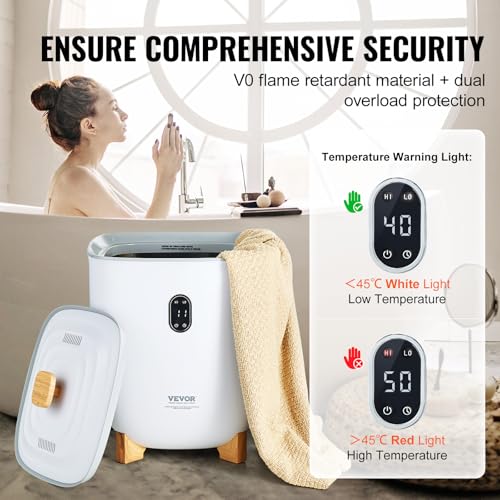 ENSURE COMPREHENSIVE SECURITY
V0 flame retardant material + dual
overload protection
Temperature Warning Light:
HI LO
40
<45℃ White Light
Low Temperature
HI LO
50
>45℃ Red Light
High Temperature
VEVOR